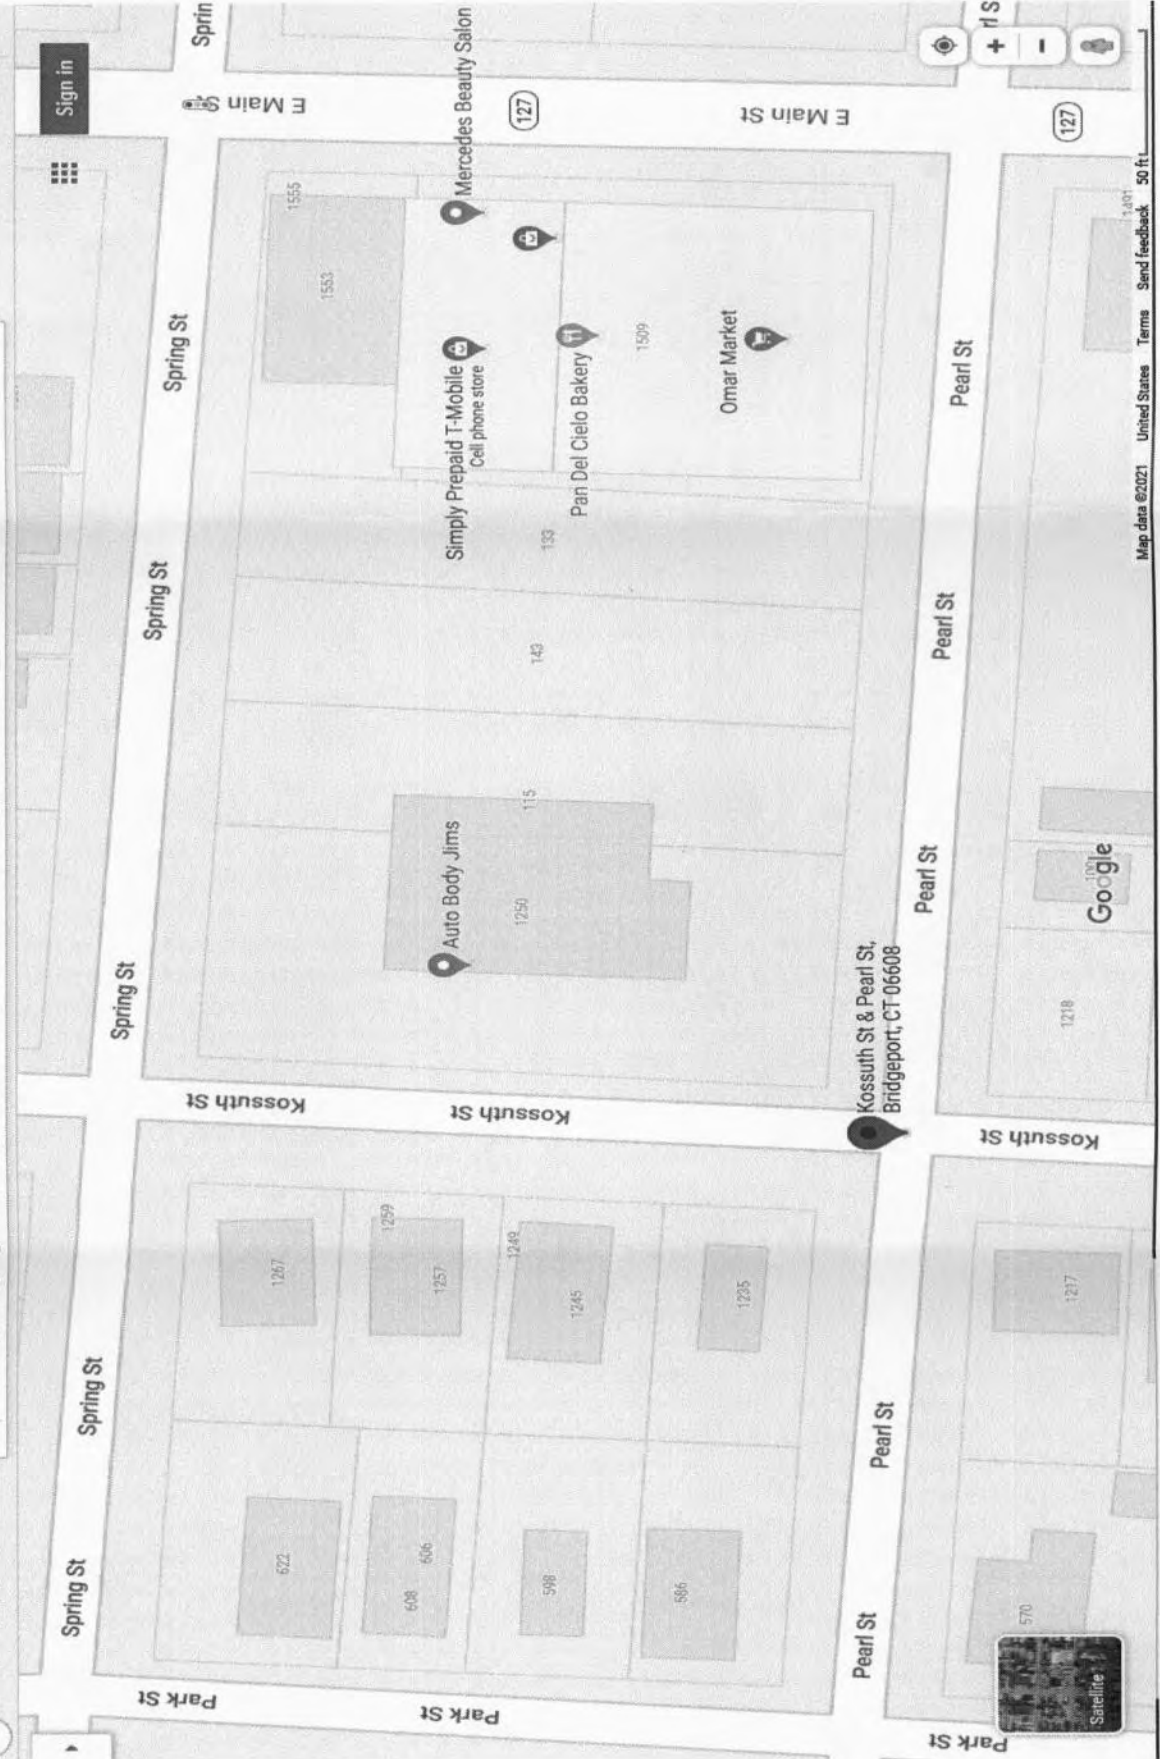 Sign in
Spring St
Spring St
Spring St
Spring St
Spring St
Sprin
Park St
Kossuth St
E Main St
622
1267
1553
1555
608
606
1257
1259
Park St
Kossuth St
Auto Body Jims
Simply Prepaid T-Mobile
Cell phone store
Mercedes Beauty Salon
598
1245
1249
1250
115
143
133
127
Pan Del Cielo Bakery
1509
586
1235
Omar Market
E Main St
Kossuth St & Pearl St,
Bridgeport, CT 06608
Pearl St
Pearl St
Pearl St
Pearl St
Pearl St
rl S
Park St
Kossuth St
570
1217
1218
100
127
1491
Satellite
Google
Map data ©2021 United States Terms Send feedback 50 ft